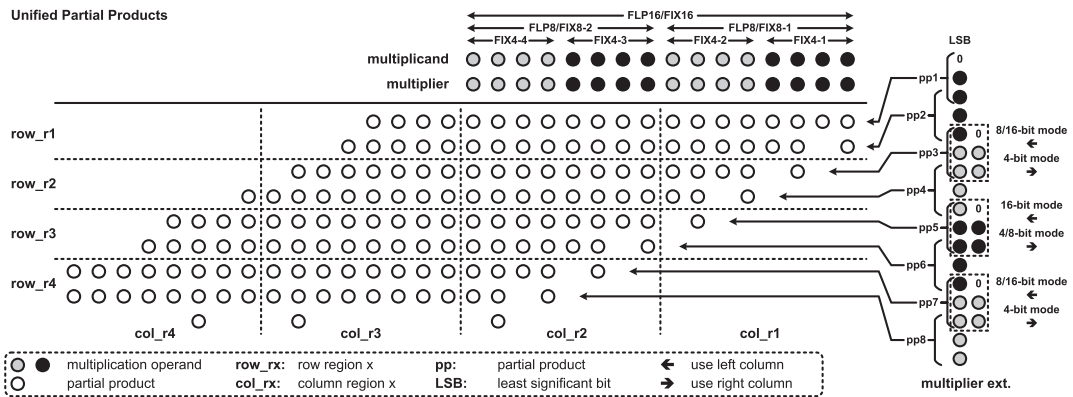 Unified Partial Products
FLP16/FIX16
FLP8/FIX8-2
FLP8/FIX8-1
FIX4-4
FIX4-3
FIX4-2
FIX4-1
multiplicand
multiplier
row_r1
row_r2
row_r3
row_r4
col_r4
col_r3
col_r2
col_r1
LSB
0
pp1
pp2
0
8/16-bit mode
pp3
4-bit mode
pp4
0
16-bit mode
pp5
4/8-bit mode
pp6
0
8/16-bit mode
pp7
4-bit mode
pp8
multiplier ext.
multiplication operand
row_rx: row region x
pp: partial product
use left column
partial product
col_rx: column region x
LSB: least significant bit
use right column